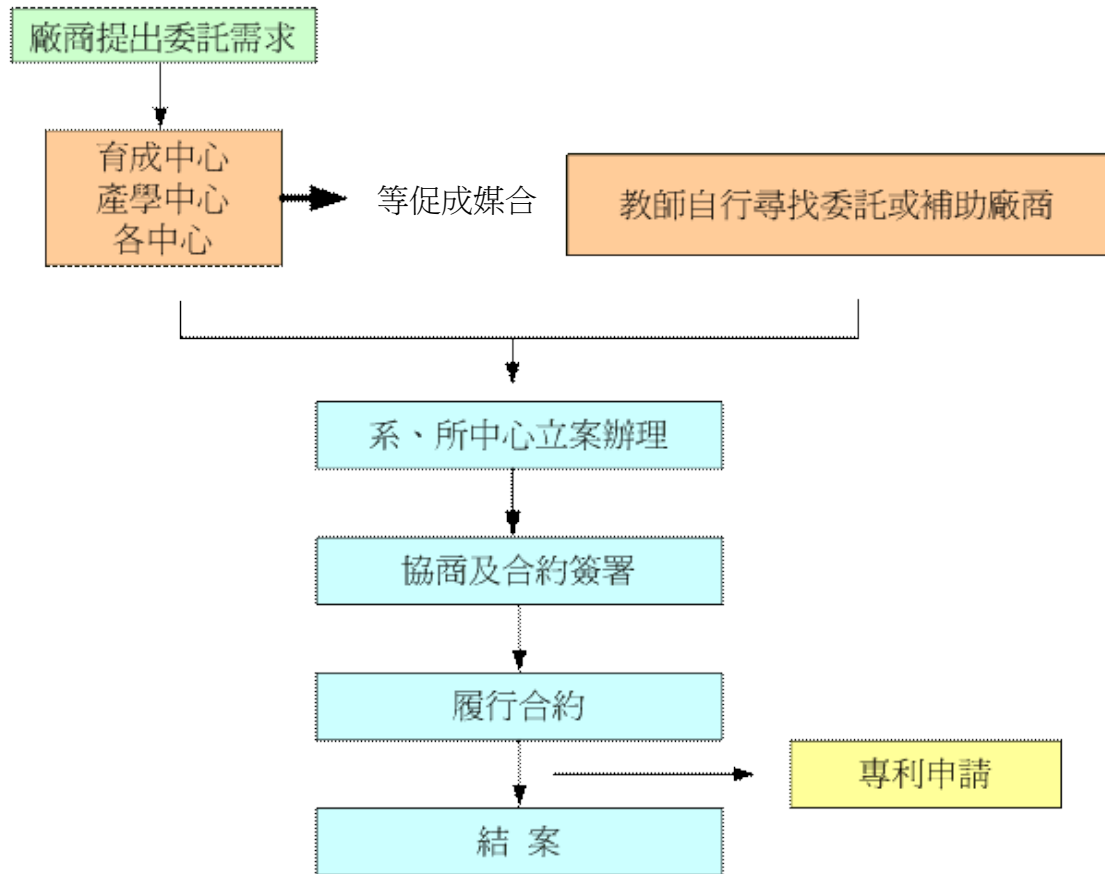 廠商提出委託需求
育成中心
產學中心
各中心
等促成媒合
教師自行尋找委託或補助廠商
系、所中心立案辦理
協商及合約簽署
履行合約
專利申請
結 案